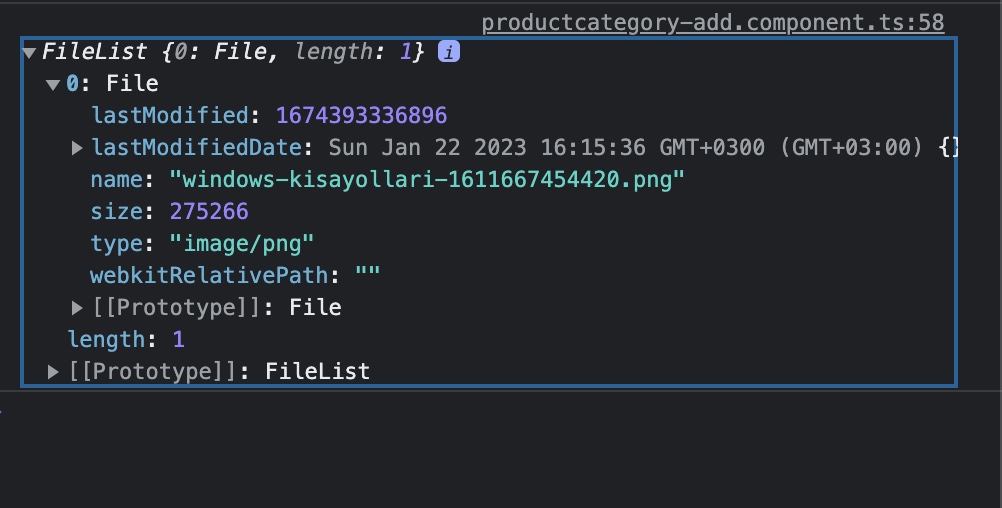 productcategory-add.component.ts:58
▼FileList {0: File, length: 1} i
▼0: File
lastModified: 1674393336896
▶lastModifiedDate: Sun Jan 22 2023 16:15:36 GMT+0300 (GMT+03:00) {}
name: "windows-kisayollari-1611667454420.png"
size: 275266
type: "image/png"
webkitRelativePath: ""
▶[[Prototype]]: File
length: 1
▶[[Prototype]]: FileList